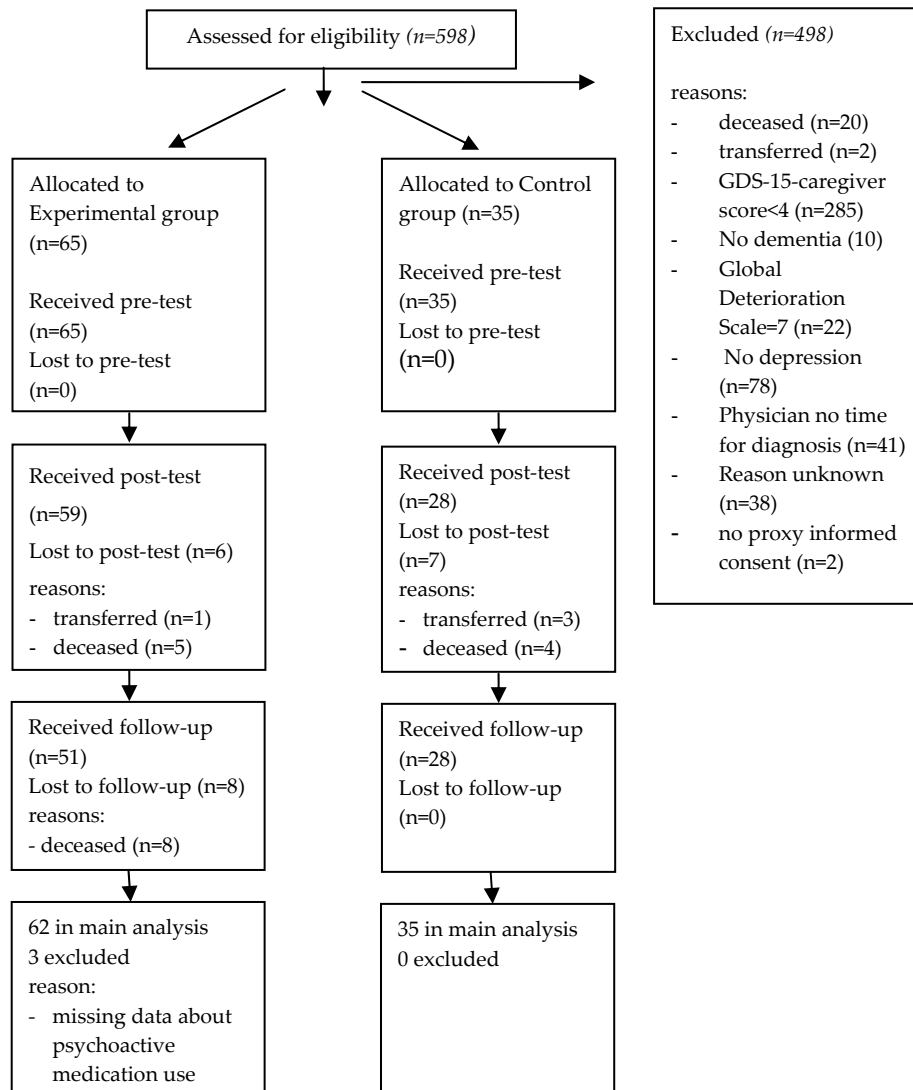 Assessed for eligibility (n=598)
Excluded (n=498)
reasons:
- deceased (n=20)
- transferred (n=2)
- GDS-15-caregiver
score<4 (n=285)
- No dementia (10)
- Global
Deterioration
Scale=7 (n=22)
- No depression
(n=78)
- Physician no time
for diagnosis (n=41)
- Reason unknown
(n=38)
- no proxy informed
consent (n=2)
Allocated to
Experimental group
(n=65)
Received pre-test
(n=65)
Lost to pre-test
(n=0)
Allocated to Control
group (n=35)
Received pre-test
(n=35)
Lost to pre-test
(n=0)
Received post-test
(n=59)
Lost to post-test (n=6)
reasons:
- transferred (n=1)
- deceased (n=5)
Received post-test
(n=28)
Lost to post-test
(n=7)
reasons:
- transferred (n=3)
- deceased (n=4)
Received follow-up
(n=51)
Lost to follow-up (n=8)
reasons:
- deceased (n=8)
Received follow-up
(n=28)
Lost to follow-up
(n=0)
62 in main analysis
3 excluded
reason:
- missing data about
psychoactive
medication use
35 in main analysis
0 excluded